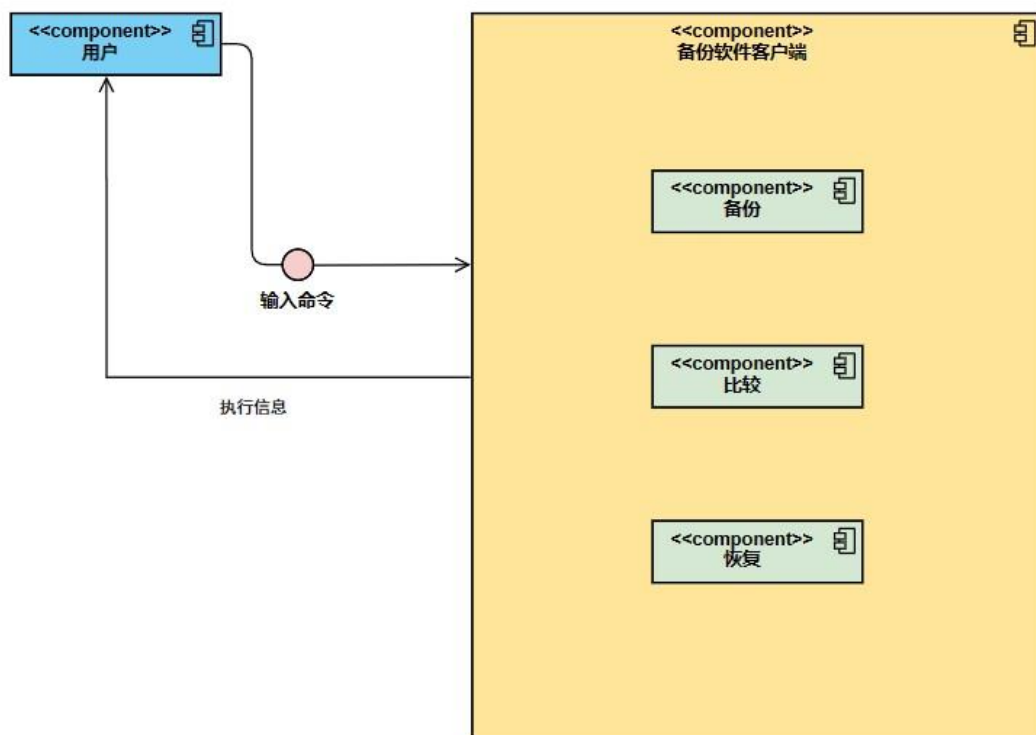 <<component>>
用户
<<component>>
备份软件客户端
<<component>>
备份
输入命令
<<component>>
比较
执行信息
<<component>>
恢复